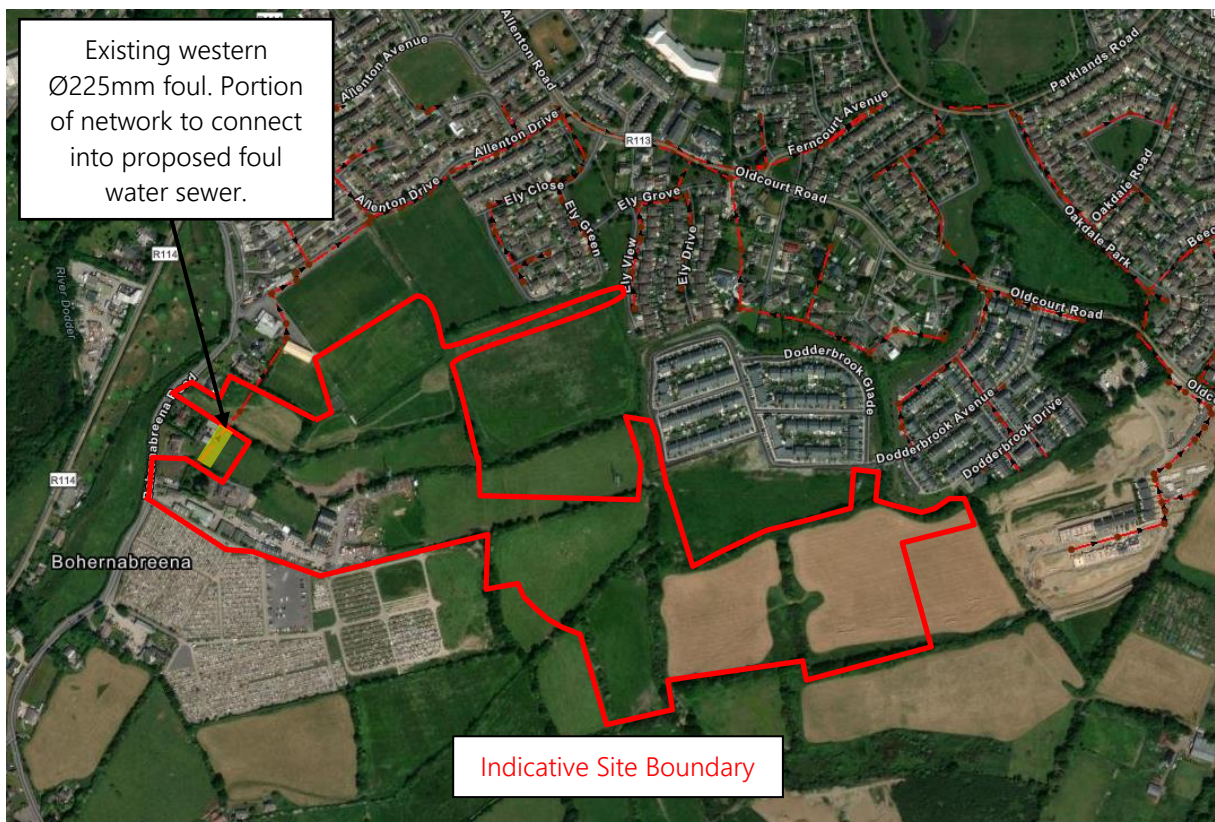 Existing western
Ø225mm foul. Portion
of network to connect
into proposed foul
water sewer.
Allenton Avenue
Allenton Road
Parklands Road
Allenton Drive
R113
Ferncourt Avenue
Oldcourt Road
Oakdale Road
Allenton Drive
Ely Close
Ely Grove
Ely Green
Oakdale Park
R114
River Dodder
Ely View
Ely Drive
Oldcourt Road
Dodderbrook Glade
Dodderbrook Avenue
Dodderbrook Drive
R114
Bohernabreena
Indicative Site Boundary